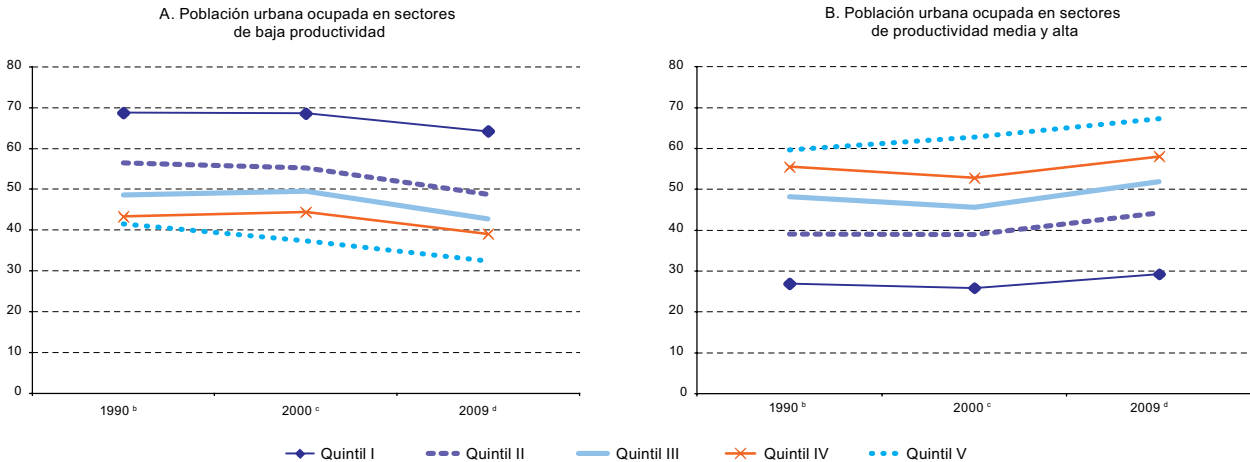 A. Población urbana ocupada en sectores
de baja productividad
80
70
60
50
40
30
20
10
0
1990 b
2000 c
2009 d
B. Población urbana ocupada en sectores
de productividad media y alta
80
70
60
50
40
30
20
10
0
1990 b
2000 c
2009 d
Quintil I
Quintil II
Quintil III
Quintil IV
Quintil V